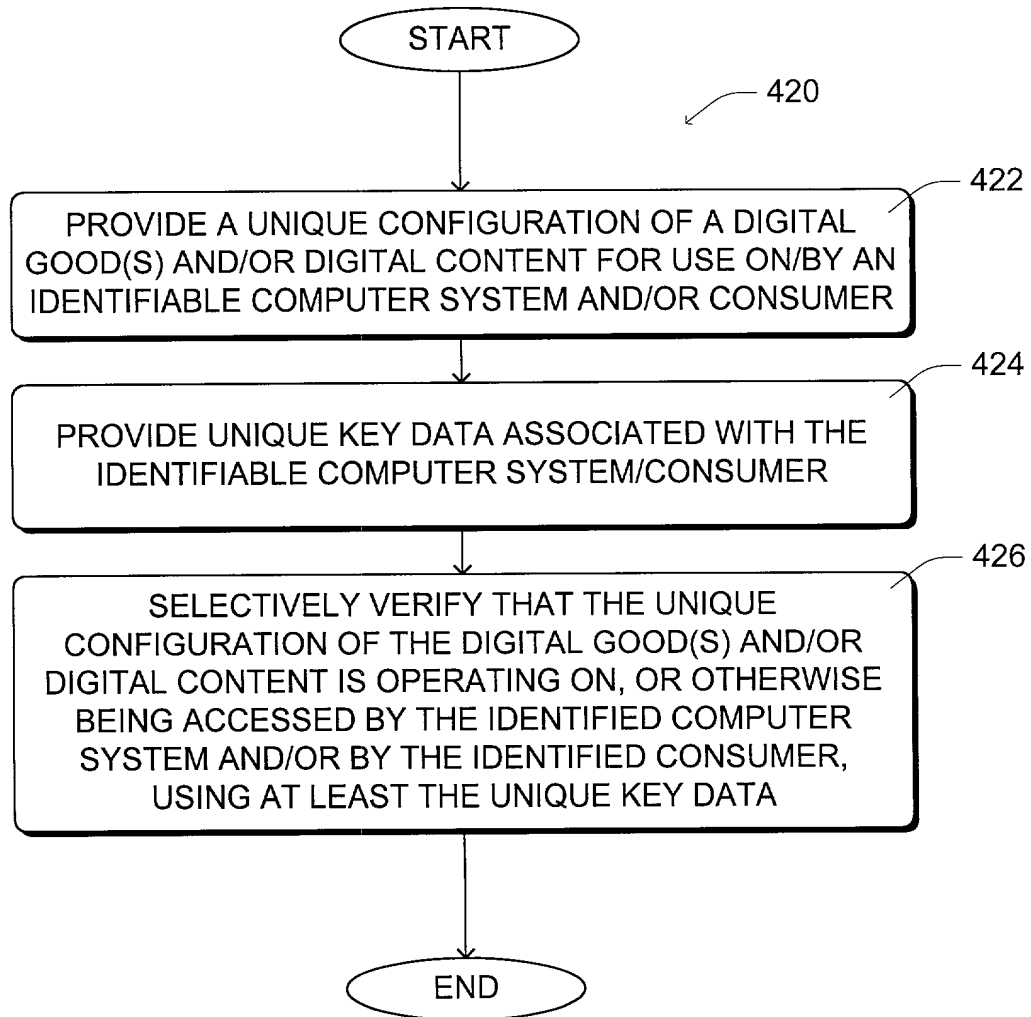 START
420
422
PROVIDE A UNIQUE CONFIGURATION OF A DIGITAL
GOOD(S) AND/OR DIGITAL CONTENT FOR USE ON/BY AN
IDENTIFIABLE COMPUTER SYSTEM AND/OR CONSUMER
424
PROVIDE UNIQUE KEY DATA ASSOCIATED WITH THE
IDENTIFIABLE COMPUTER SYSTEM/CONSUMER
426
SELECTIVELY VERIFY THAT THE UNIQUE
CONFIGURATION OF THE DIGITAL GOOD(S) AND/OR
DIGITAL CONTENT IS OPERATING ON, OR OTHERWISE
BEING ACCESSED BY THE IDENTIFIED COMPUTER
SYSTEM AND/OR BY THE IDENTIFIED CONSUMER,
USING AT LEAST THE UNIQUE KEY DATA
END